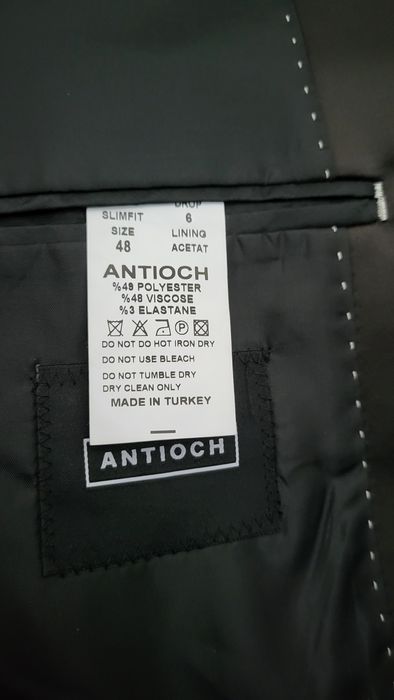 SLIMFIT 6
SIZE LINING
48 ACETAT
ANTIOCH
%49 POLYESTER
%48 VISCOSE
%3 ELASTANE
P
DO NOT DO HOT IRON DRY
DO NOT USE BLEACH
DO NOT TUMBLE DRY
DRY CLEAN ONLY
MADE IN TURKEY
ANTIOCH